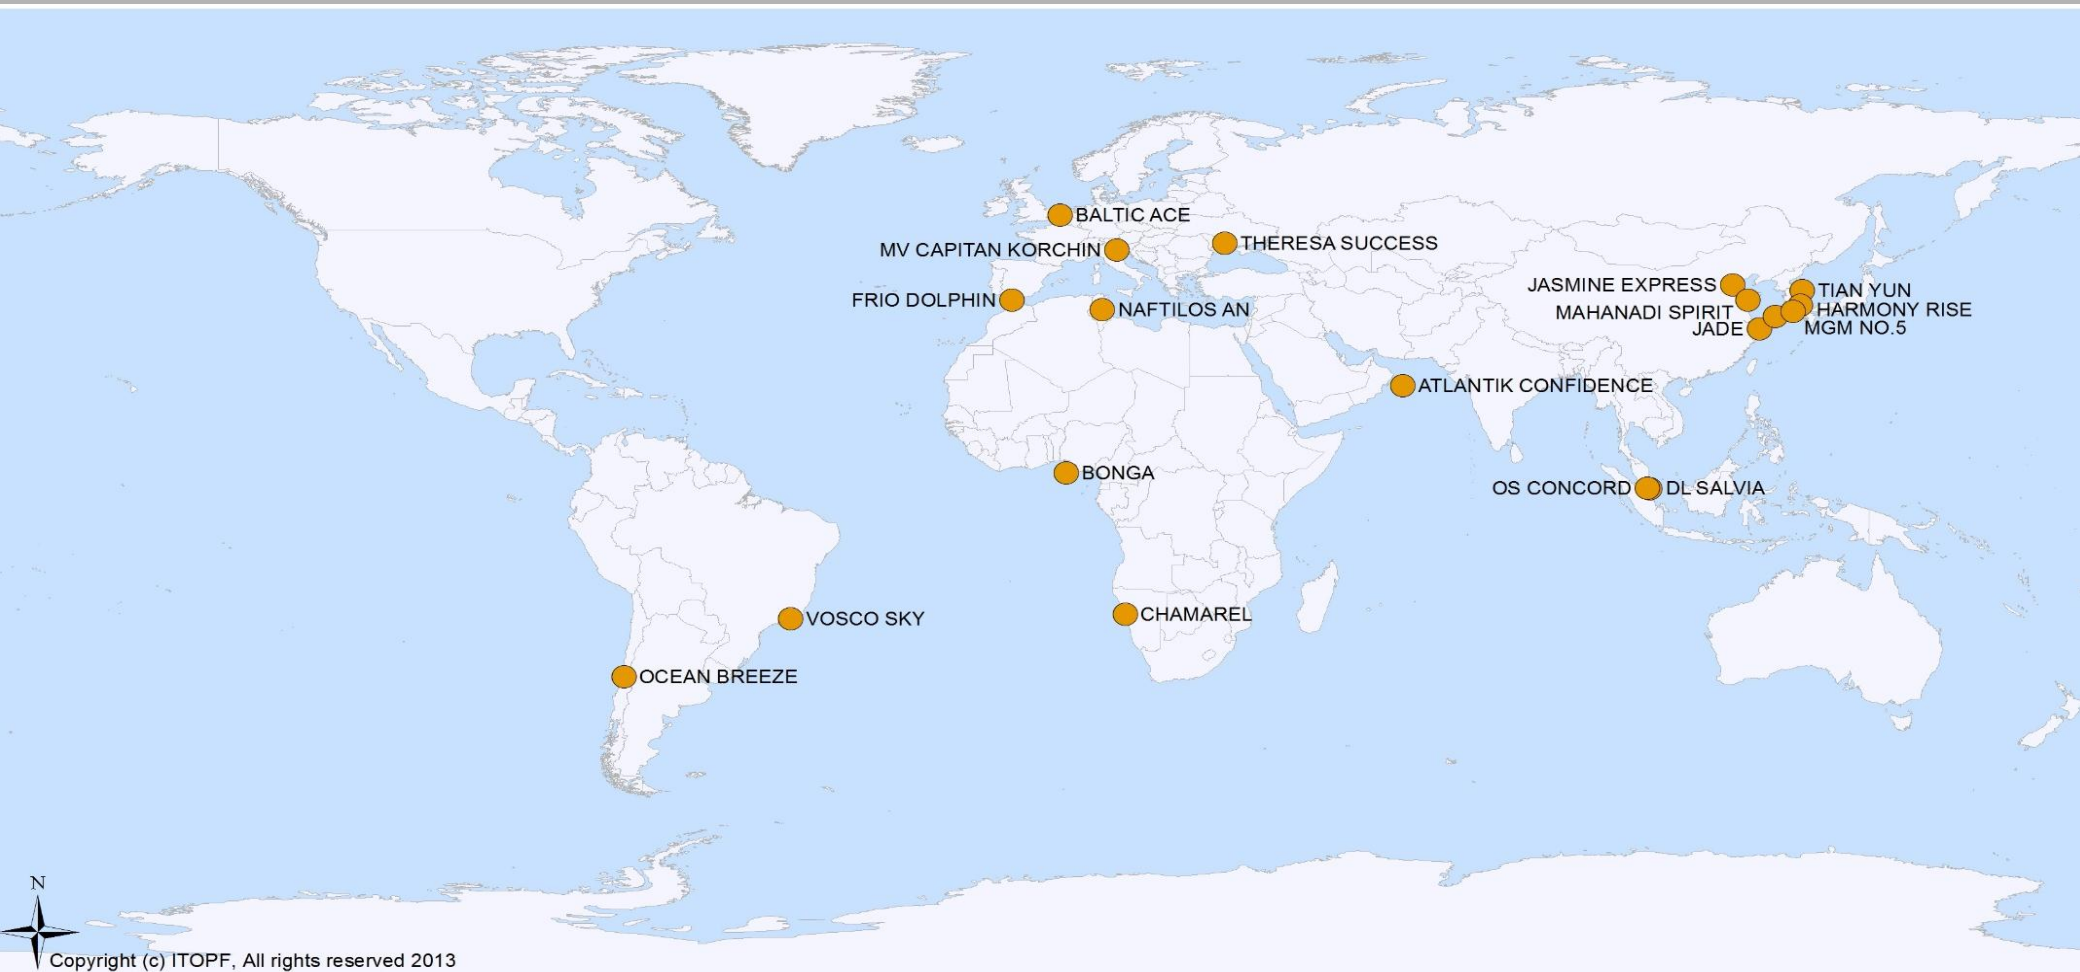 BALTIC ACE
MV CAPITAN KORCHIN
THERESA SUCCESS
JASMINE EXPRESS
TIAN YUN
FRIO DOLPHIN
NAFTILOS AN
MAHANADI SPIRIT
HARMONY RISE
JADE
MGM NO.5
ATLANTIK CONFIDENCE
BONGA
OS CONCORD
DL SALVIA
CHAMAREL
VOSCO SKY
OCEAN BREEZE
N
Copyright (c) ITOPF, All rights reserved 2013